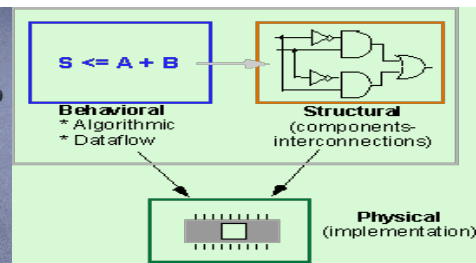 S <= A + B
Behavioral
* Algorithmic
* Dataflow
Structural
(components-
interconnections)
Physical
(implementation)